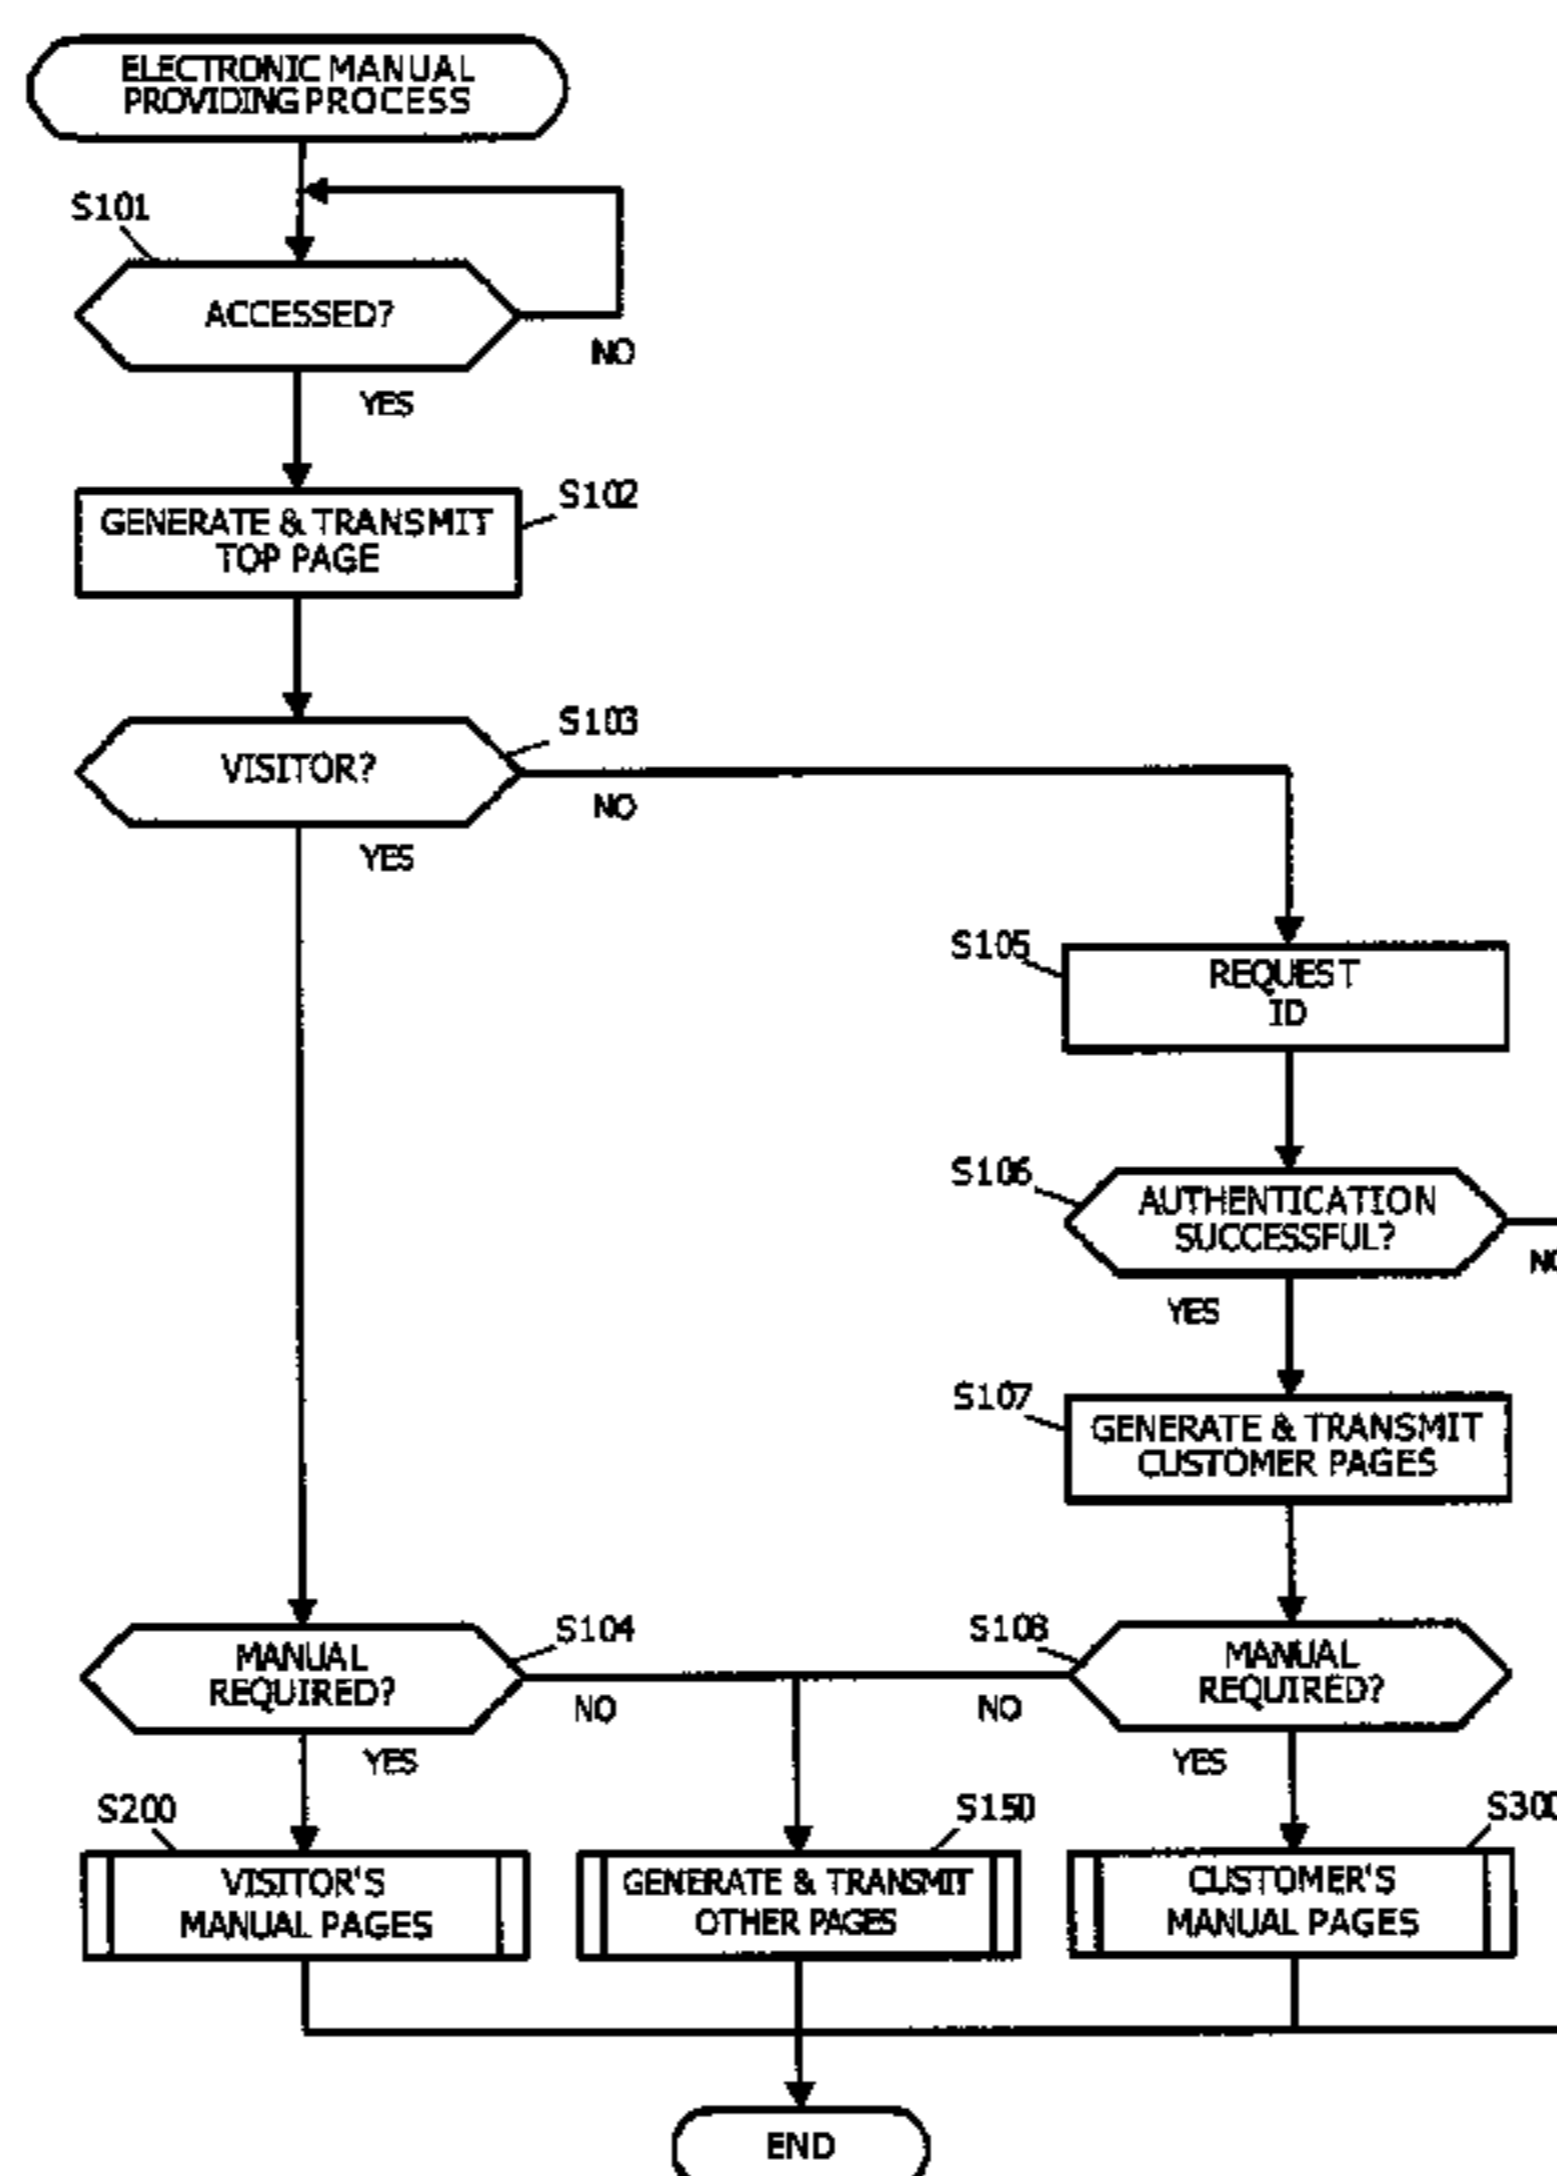 ELECTRONIC MANUAL
PROVIDING PROCESS
S101
ACCESSED?
NO
YES
S102
GENERATE & TRANSMIT
TOP PAGE
S103
VISITOR?
NO
YES
S105
REQUEST
ID
S106
AUTHENTICATION
SUCCESSFUL?
NO
YES
S107
GENERATE & TRANSMIT
CUSTOMER PAGES
S104
MANUAL
REQUIRED?
NO
YES
S108
MANUAL
REQUIRED?
NO
YES
S200
VISITOR'S
MANUAL PAGES
S150
GENERATE & TRANSMIT
OTHER PAGES
S300
CUSTOMER'S
MANUAL PAGES
END